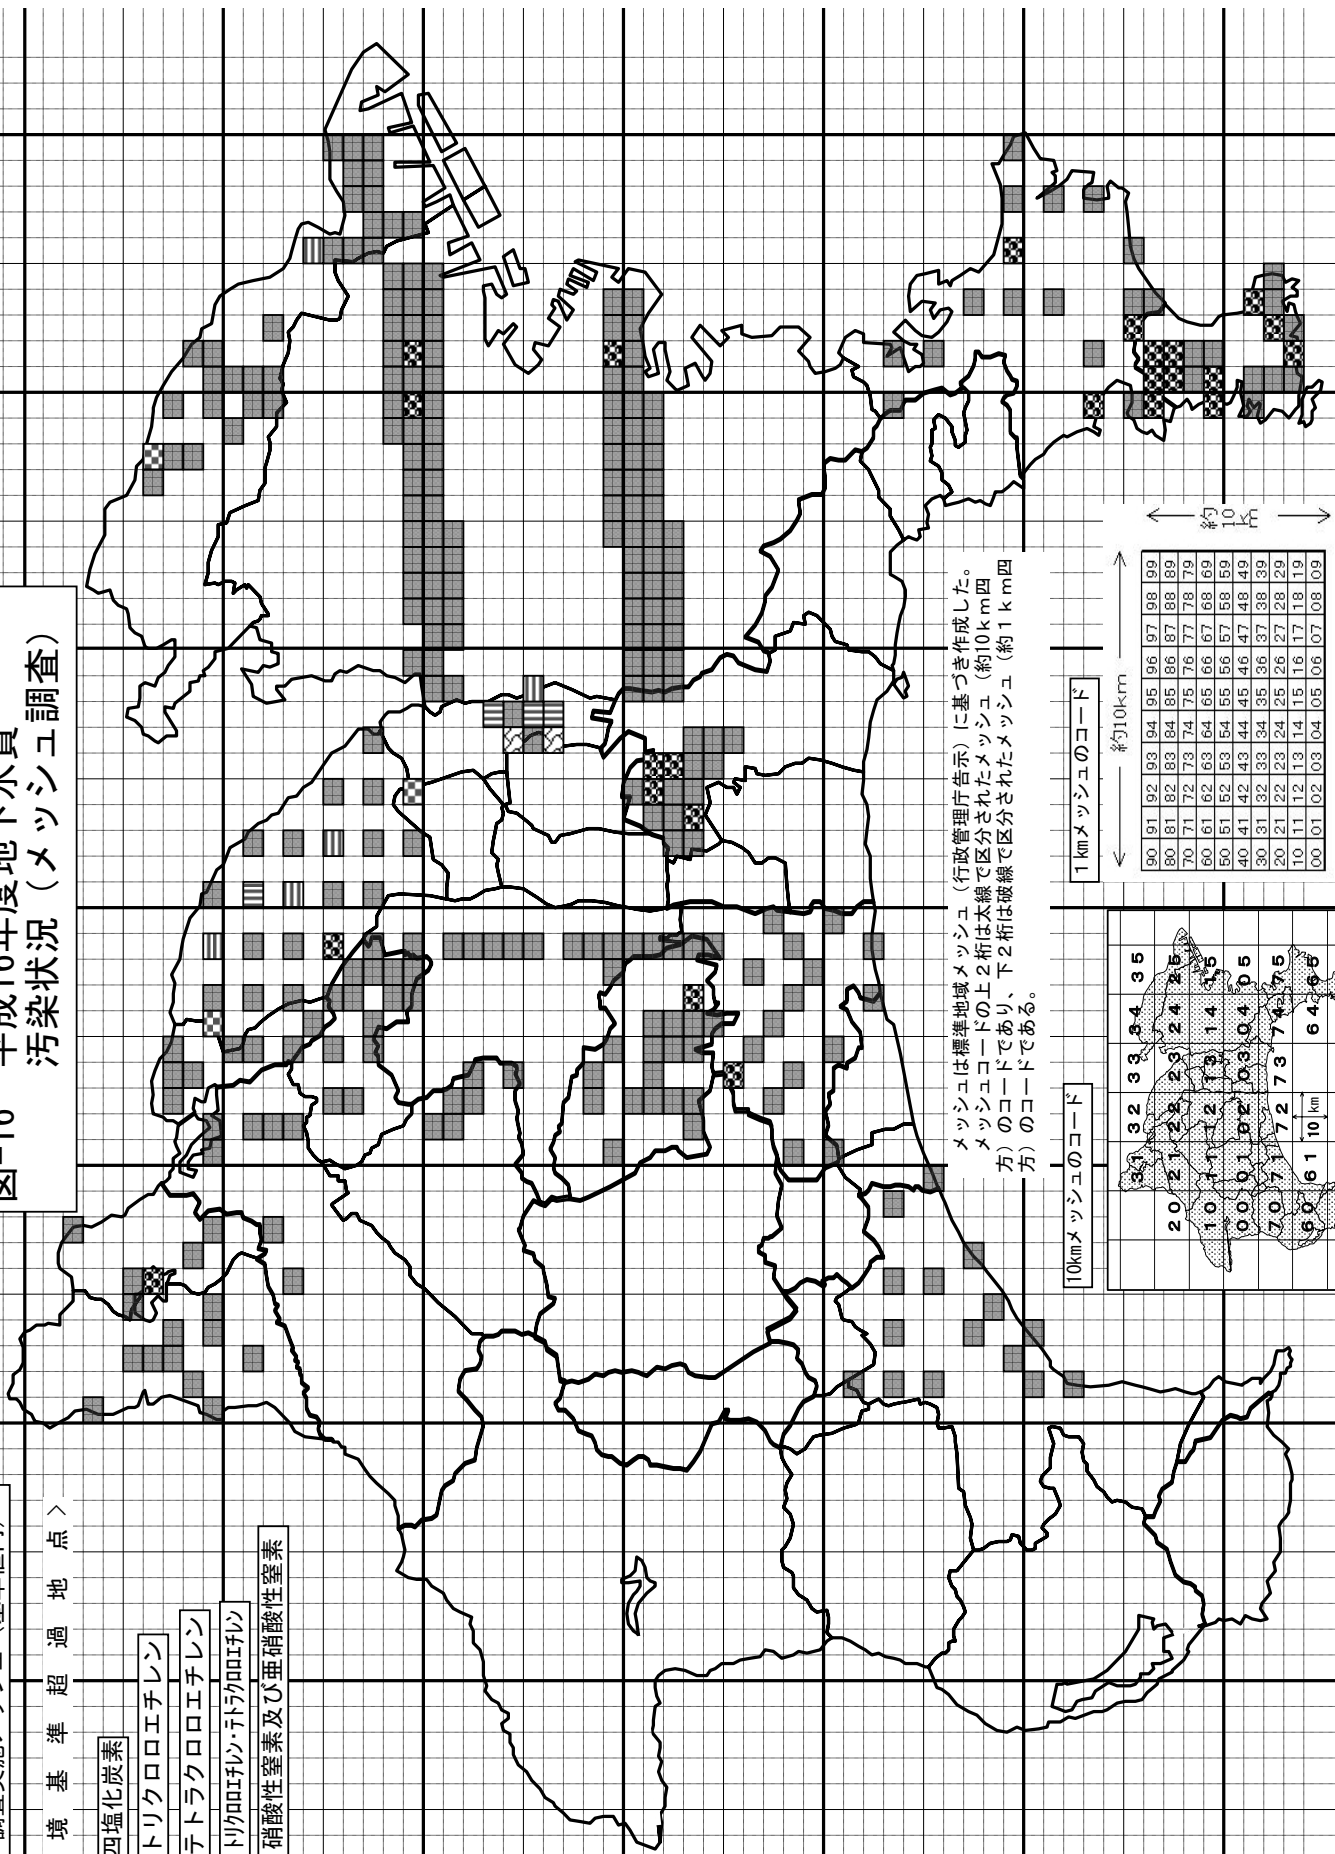 図-10　平成16年度地下水質
汚染状況（メッシュ調査）
境基準超過地点＞
四塩化炭素
トリクロロエチレン
テトラクロロエチレン
トリクロロエチレン・テトラクロロエチレン
硝酸性窒素及び亜硝酸性窒素
メッシュは標準地域メッシュ（行政管理庁告示）に基づき作成した。
メッシュコードの上２桁は太線で区分されたメッシュ（約10ｋｍ四
方）のコードであり、下２桁は破線で区分されたメッシュ（約１ｋｍ四
方）のコードである。
10kmメッシュのコード
31 32 33 34 35
20 21 22 23 24 25
10 11 12 13 14 15
00 01 02 03 04 05
70 71 72 73 74 75
60 61 64 65
10 km
1㎞メッシュのコード
約10km
90 91 92 93 94 95 96 97 98 99
80 81 82 83 84 85 86 87 88 89
70 71 72 73 74 75 76 77 78 79
60 61 62 63 64 65 66 67 68 69
50 51 52 53 54 55 56 57 58 59
40 41 42 43 44 45 46 47 48 49
30 31 32 33 34 35 36 37 38 39
20 21 22 23 24 25 26 27 28 29
10 11 12 13 14 15 16 17 18 19
00 01 02 03 04 05 06 07 08 09
約
10
km